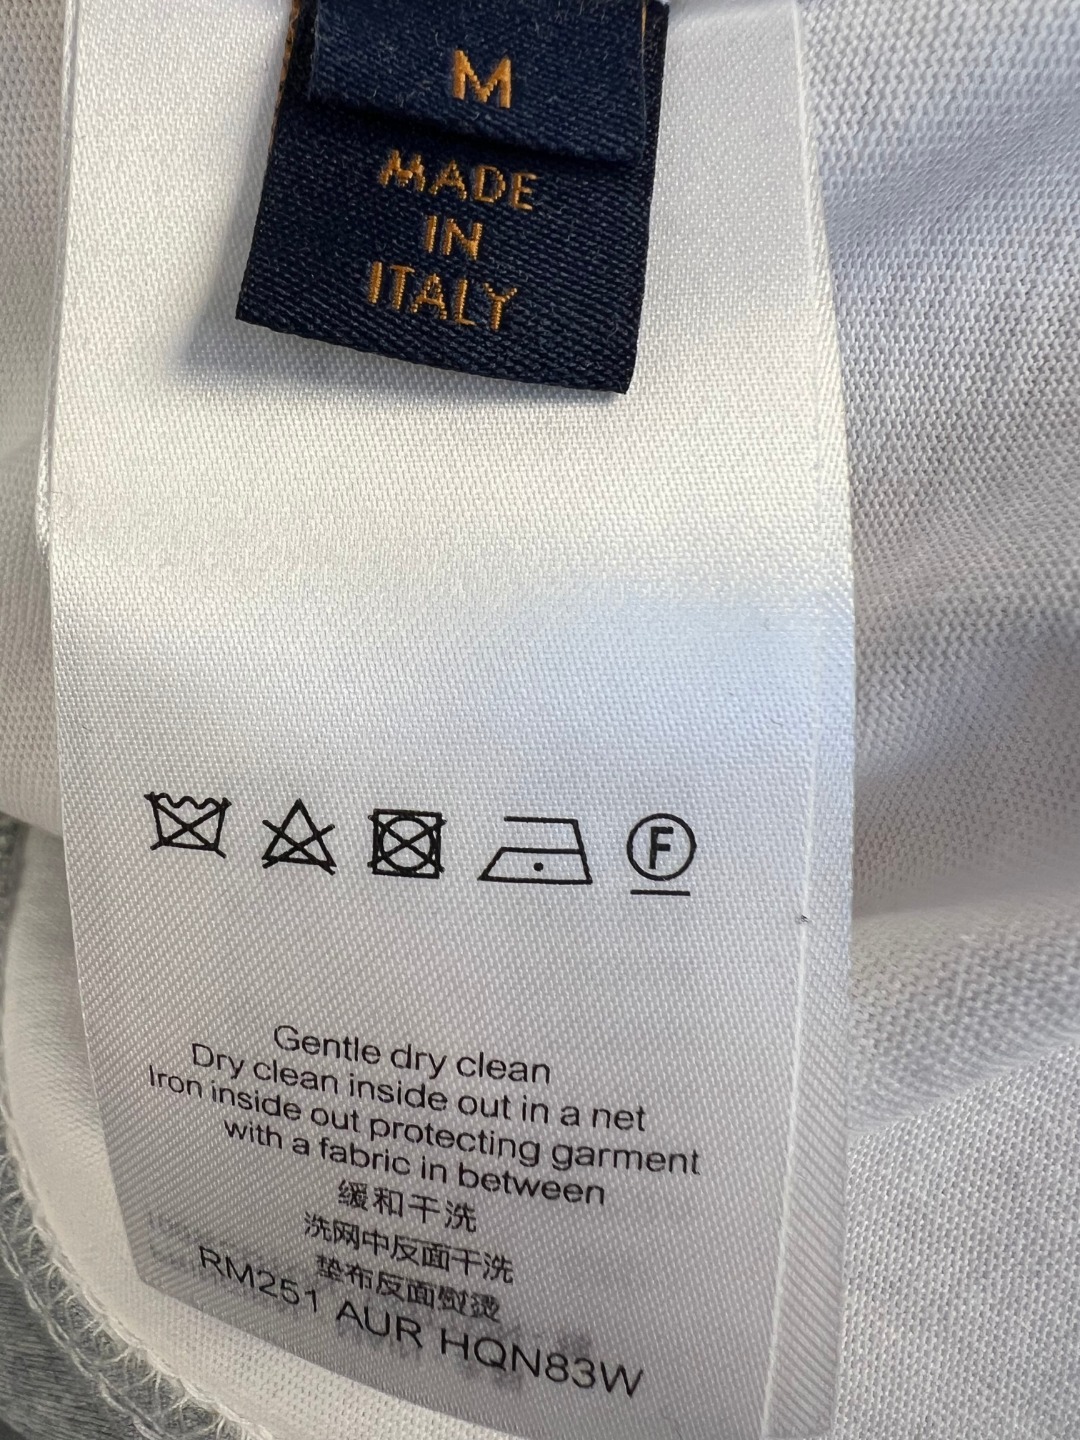 M
MADE
IN
ITALY
F
Gentle dry clean
Dry clean inside out in a net
Iron inside out protecting garment
with a fabric in between
缓和干洗
洗网中反面干洗
垫布反面熨烫
RM251 AUR HQN83W